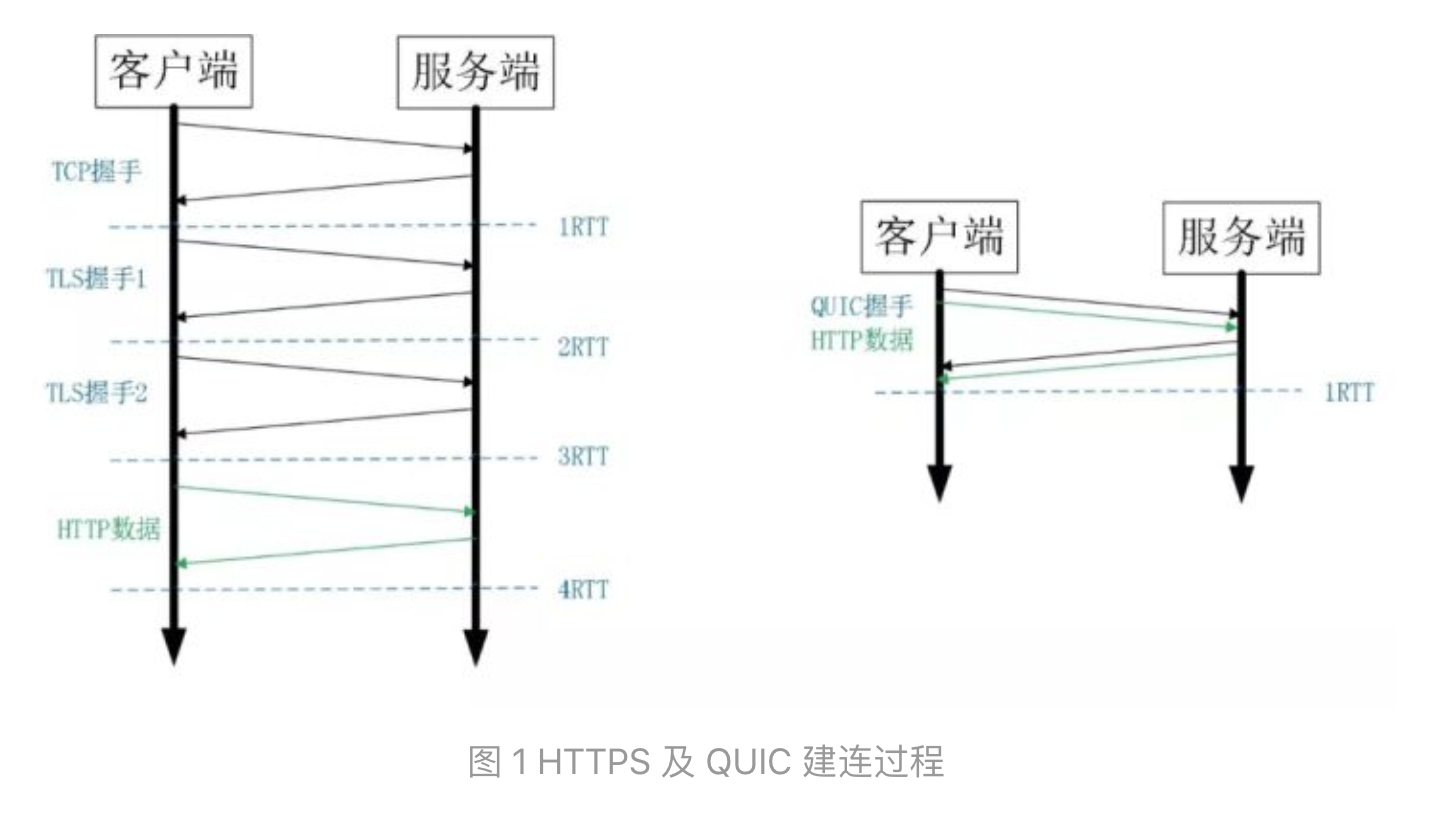 客户端
服务端
TCP握手
1RTT
TLS握手1
2RTT
TLS握手2
3RTT
HTTP数据
4RTT
客户端
服务端
QUIC握手
HTTP数据
1RTT
图 1 HTTPS 及 QUIC 建连过程